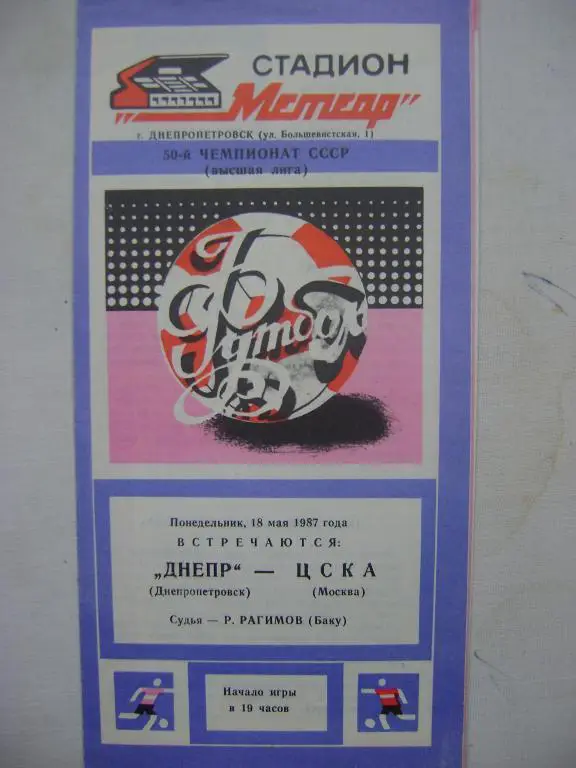 СТАДИОН
„Метеор"
г. ДНЕПРОПЕТРОВСК (ул. Большевистская, 1)
50-й ЧЕМПИОНАТ СССР
(высшая лига)
Футбол
Понедельник, 18 мая 1987 года
ВСТРЕЧАЮТСЯ:
„ДНЕПР" — ЦСКА
(Днепропетровск) (Москва)
Судья — Р. РАГИМОВ (Баку)
Начало игры
в 19 часов